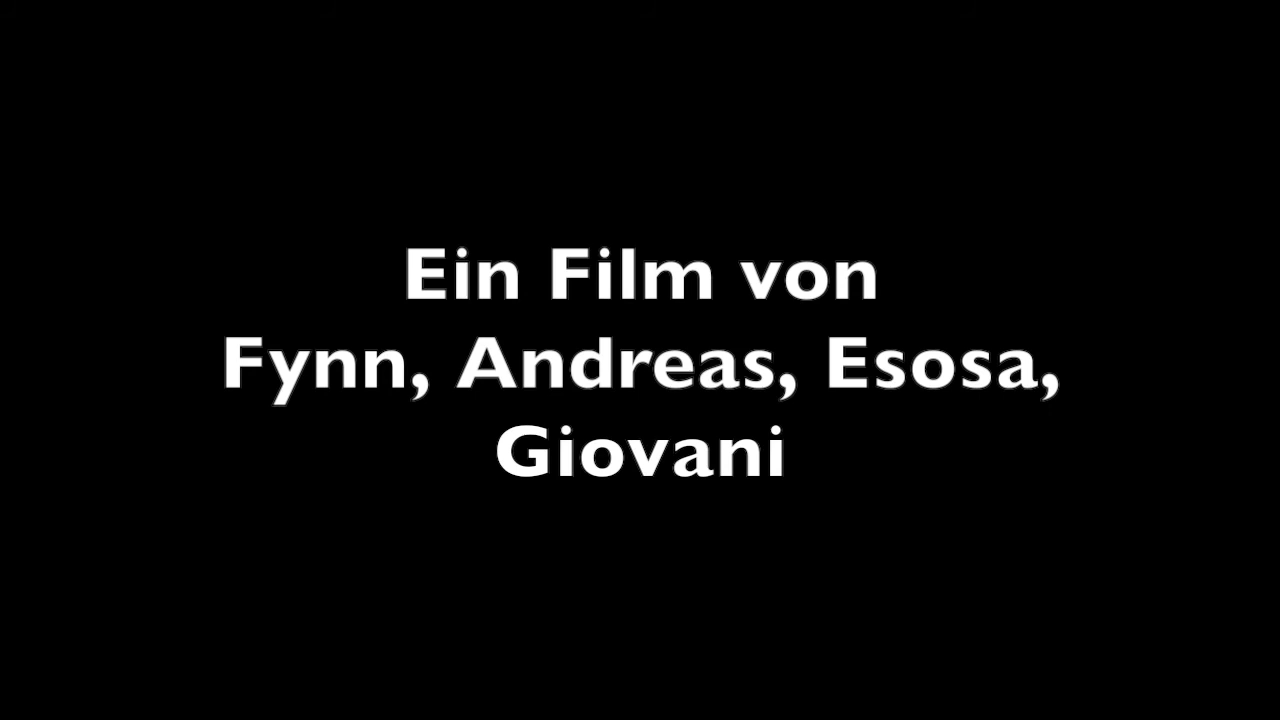 Ein Film von
Fynn, Andreas, Esosa,
Giovani